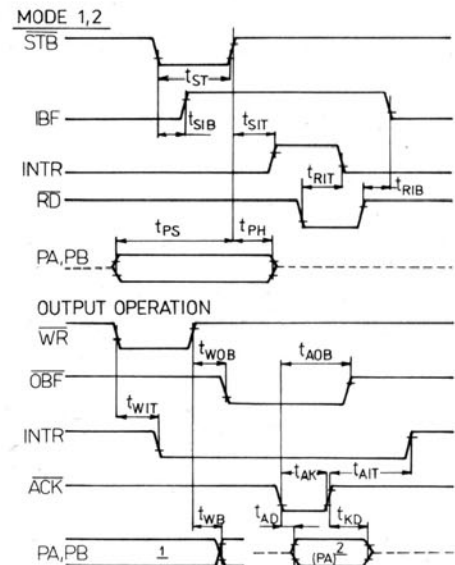 MODE 1,2
STB
tST
IBF
tSIB
tSIT
INTR
tRIT
RD
tRIB
tPS
tPH
PA,PB
OUTPUT OPERATION
WR
tWOB
tAOB
OBF
tWIT
INTR
tAK
tAIT
ACK
tWB
tAD
tKD
PA,PB
1
(PA)2